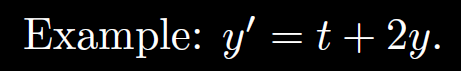 Example: y′ = t + 2y.